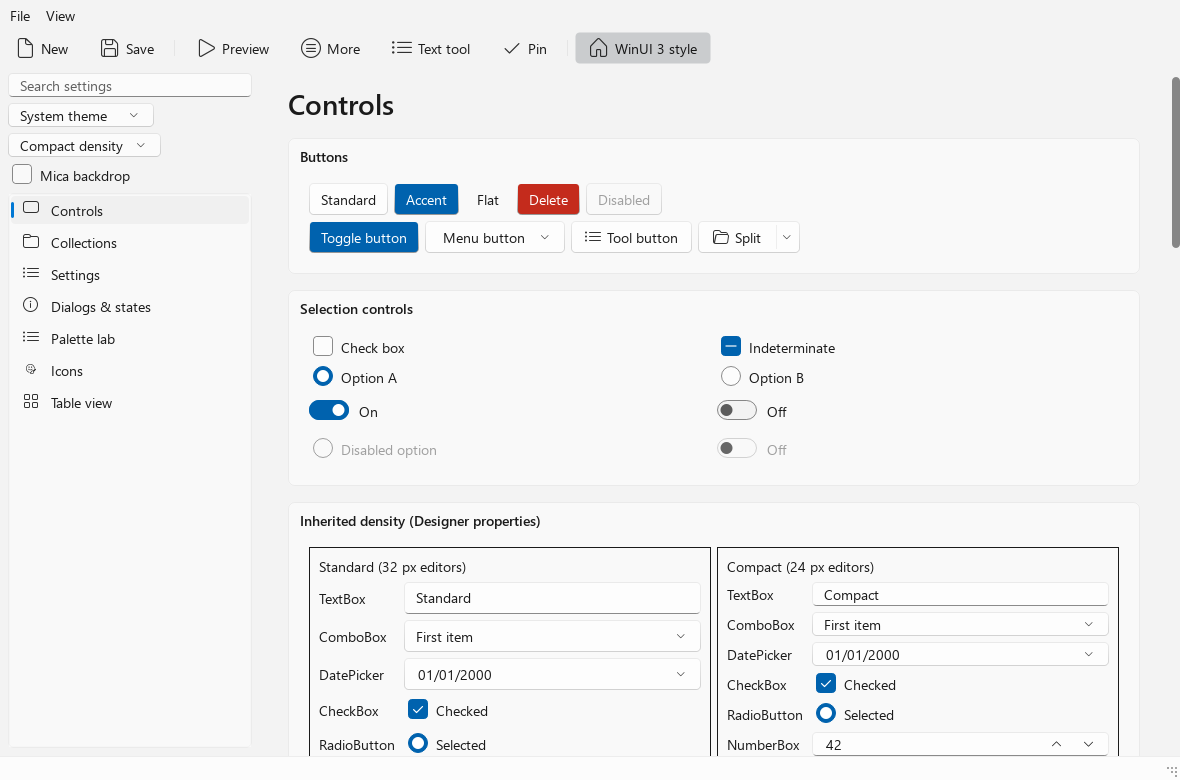 File View
New Save Preview More Text tool Pin WinUI 3 style
Search settings
System theme
Compact density
Mica backdrop
Controls
Collections
Settings
Dialogs & states
Palette lab
Icons
Table view
Controls
Buttons
Standard Accent Flat Delete Disabled
Toggle button Menu button Tool button Split
Selection controls
Check box Indeterminate
Option A Option B
On Off
Disabled option Off
Inherited density (Designer properties)
Standard (32 px editors)
TextBox Standard
ComboBox First item
DatePicker 01/01/2000
CheckBox Checked
RadioButton Selected
Compact (24 px editors)
TextBox Compact
ComboBox First item
DatePicker 01/01/2000
CheckBox Checked
RadioButton Selected
NumberBox 42